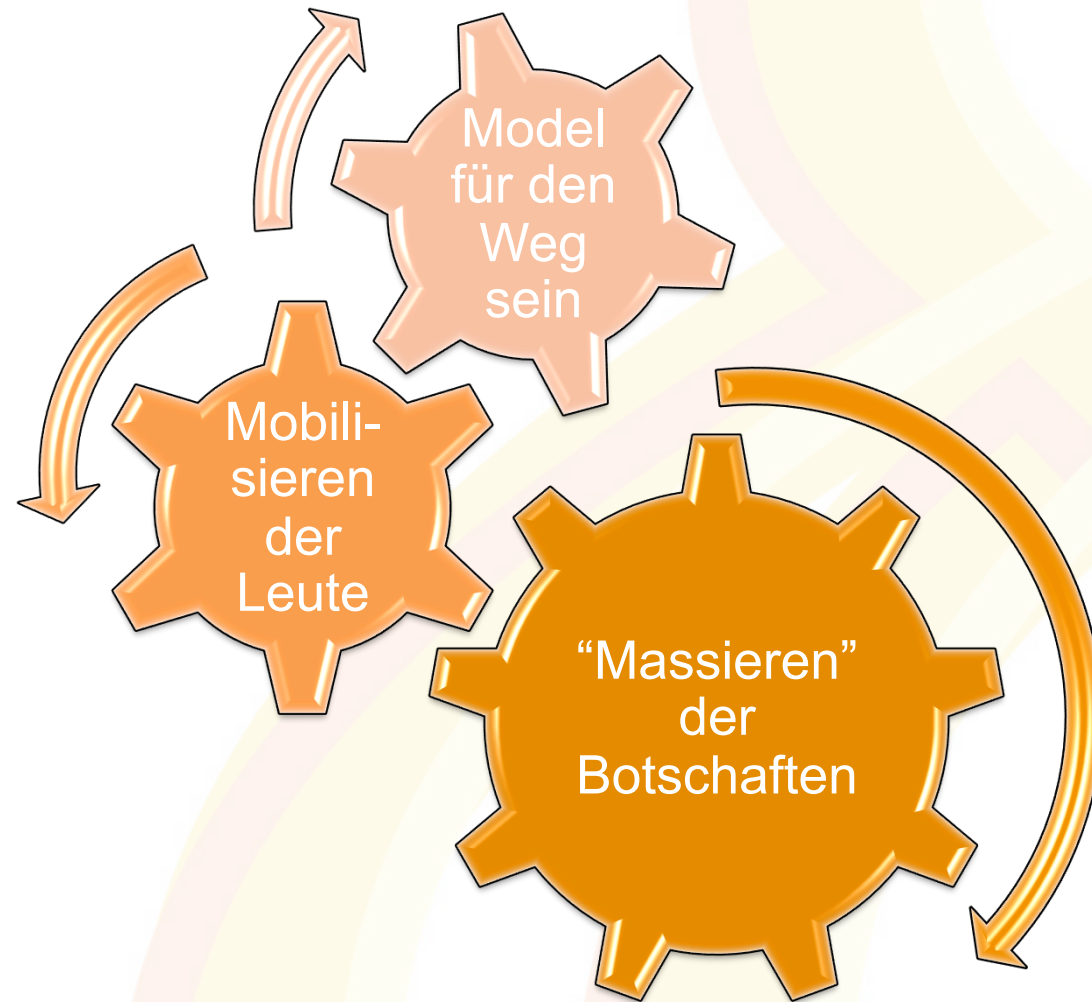 Model
für den
Weg
sein
Mobili-
sieren
der
Leute
“Massieren”
der
Botschaften